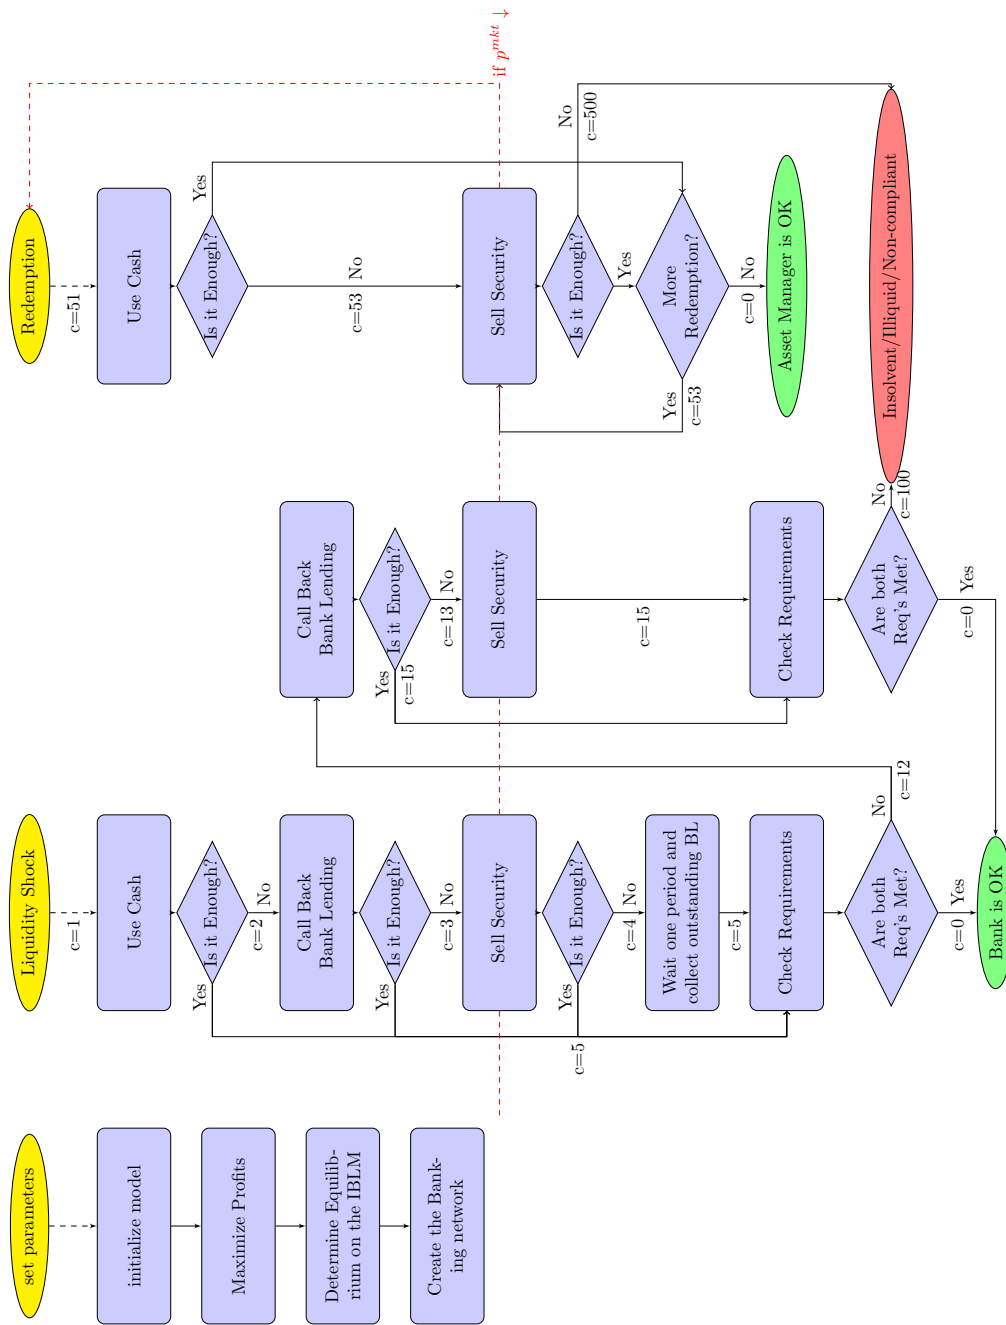 set parameters
initialize model
Maximize Profits
Determine Equilib-
rium on the IBLM
Create the Bank-
ing network
Liquidity Shock
c=1
Use Cash
Is it Enough?
Yes
No
c=2
Call Back
Bank Lending
Is it Enough?
Yes
No
c=3
Sell Security
Is it Enough?
Yes
No
c=4
c=5
Wait one period and
collect outstanding BL
c=5
Check Requirements
Are both
Req's Met?
No
c=12
Yes
c=0
Bank is OK
Call Back
Bank Lending
Is it Enough?
Yes
c=15
No
c=13
Sell Security
c=15
Check Requirements
Are both
Req's Met?
No
c=100
Yes
c=0
Redemption
c=51
Use Cash
Is it Enough?
Yes
No
c=53
Sell Security
if p^{mkt} ↓
Is it Enough?
No
c=500
Yes
More
Redemption?
Yes
c=53
No
c=0
Asset Manager is OK
Insolvent/Illiquid/Non-compliant